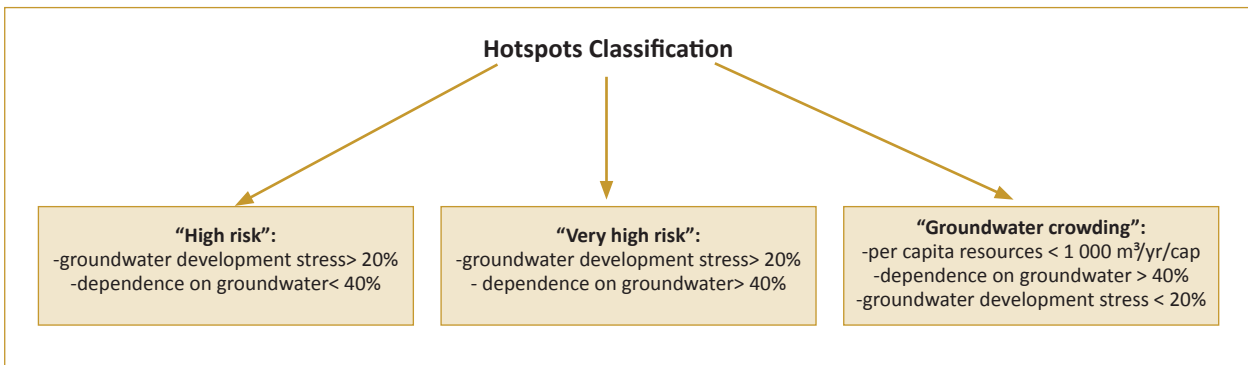 Hotspots Classification
“High risk”:
-groundwater development stress> 20%
-dependence on groundwater< 40%
“Very high risk”:
-groundwater development stress> 20%
- dependence on groundwater> 40%
“Groundwater crowding”:
-per capita resources < 1 000 m³/yr/cap
-dependence on groundwater > 40%
-groundwater development stress < 20%